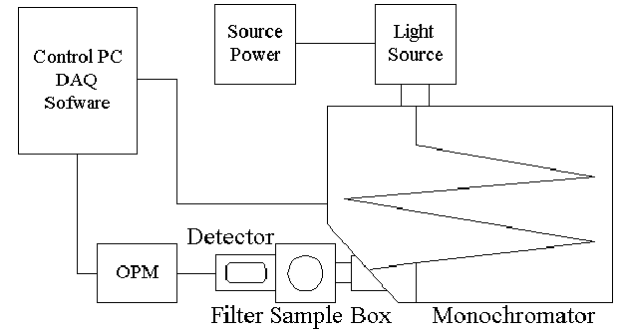 Control PC
DAQ
Sofware
Source
Power
Light
Source
Detector
OPM
Filter Sample Box
Monochromator